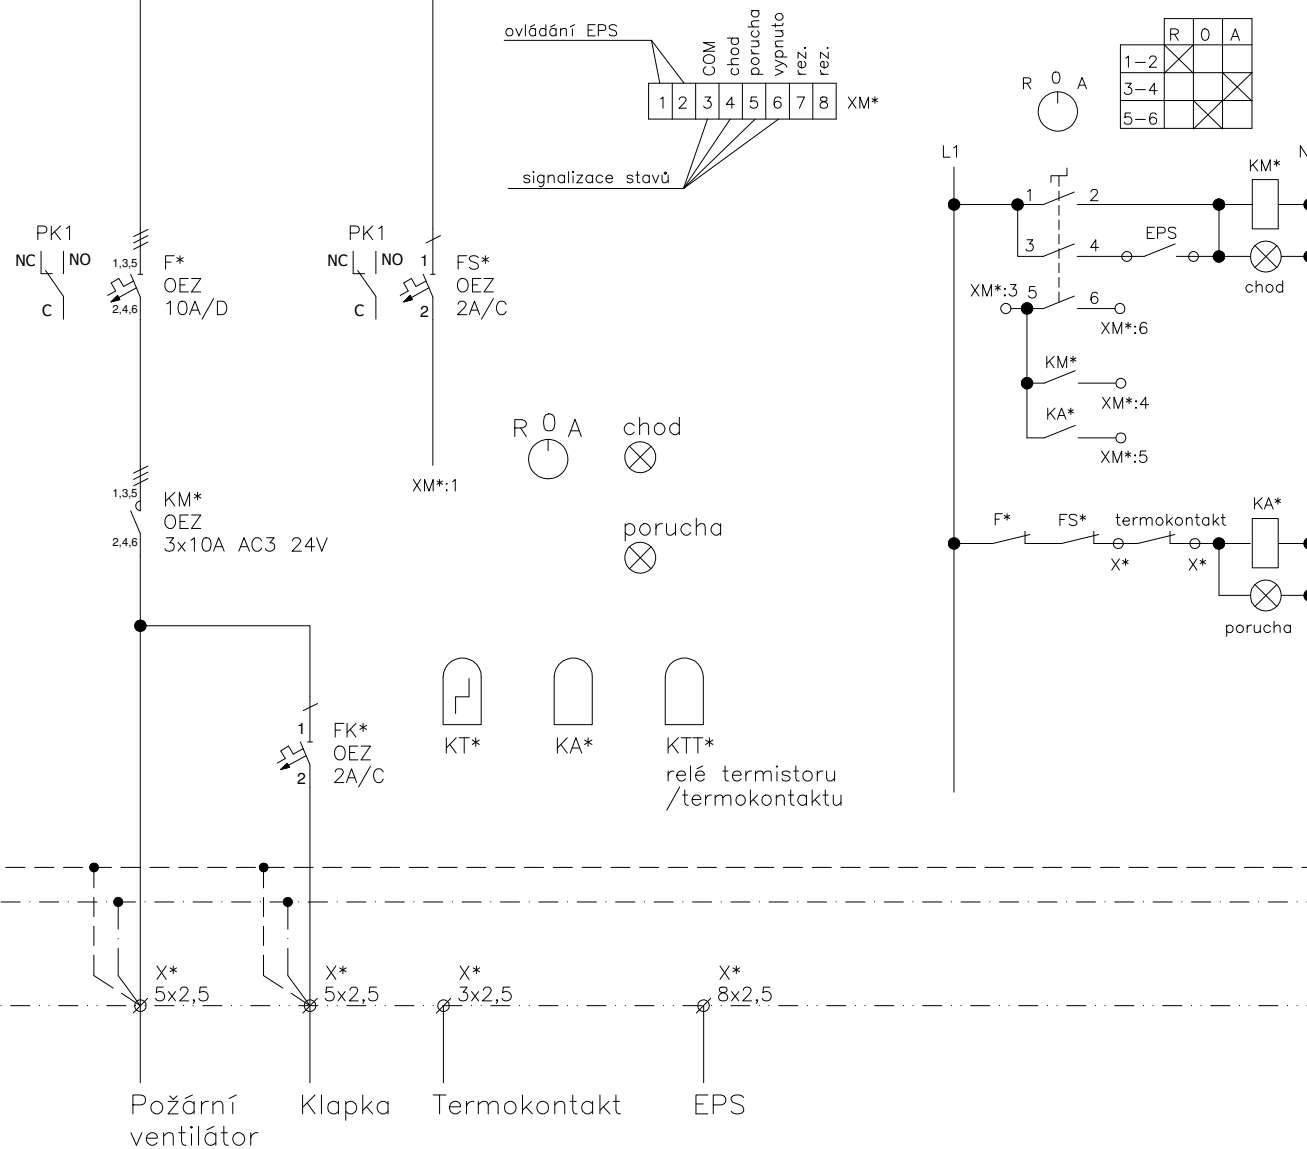 ovládání EPS
COM
chod
porucha
vypnuto
rez.
rez.
1 2 3 4 5 6 7 8 XM*
signalizace stavů
R 0 A
R 0 A
1-2
3-4
5-6
L1
N
KM*
1 2
3 4
EPS
chod
XM*:3 5 6
XM*:6
KM*
XM*:4
KA*
XM*:5
F* FS* termokontakt
KA*
X* X*
porucha
PK1
NC NO
C
1,3,5
2,4,6
F*
OEZ
10A/D
PK1
NC NO
C
1
2
FS*
OEZ
2A/C
XM*:1
R 0 A
chod
porucha
1,3,5
2,4,6
KM*
OEZ
3x10A AC3 24V
1
2
FK*
OEZ
2A/C
KT*
KA*
KTT*
relé termistoru
/termokontaktu
X*
5x2,5
X*
5x2,5
X*
3x2,5
X*
8x2,5
Požární
ventilátor
Klapka
Termokontakt
EPS